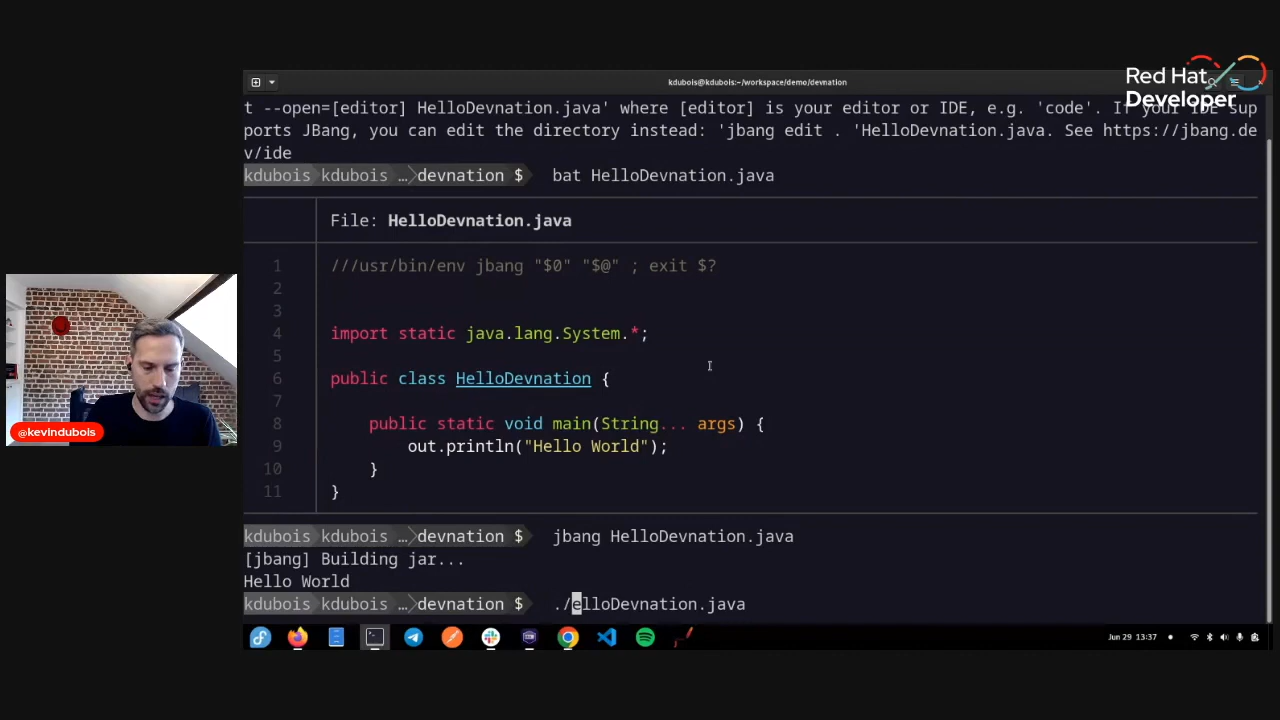 Red Hat
Developer
kdubois@kdubois:~/workspace/demo/devnation
t --open=[editor] HelloDevnation.java' where [editor] is your editor or IDE, e.g. 'code'. If your IDE sup
ports JBang, you can edit the directory instead: 'jbang edit . 'HelloDevnation.java. See https://jbang.de
v/ide
kdubois kdubois …devnation $ bat HelloDevnation.java
File: HelloDevnation.java
1 ///usr/bin/env jbang "$0" "$@" ; exit $?
2
3
4 import static java.lang.System.*;
5
6 public class HelloDevnation {
7
8 public static void main(String... args) {
9 out.println("Hello World");
10 }
11 }
kdubois kdubois …devnation $ jbang HelloDevnation.java
[jbang] Building jar...
Hello World
kdubois kdubois …devnation $ ./elloDevnation.java
@kevindubois
Jun 29 13:37